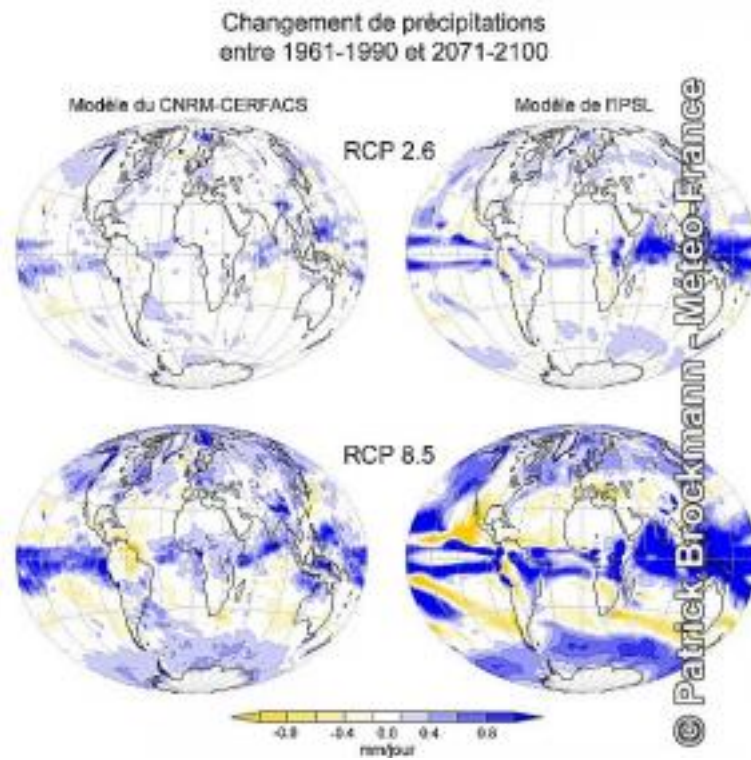 Changement de précipitations
entre 1961-1990 et 2071-2100
Modèle du CNRM-CERFACS
Modèle de l'IPSL
RCP 2.6
RCP 8.5
-0.8 -0.4 0.0 0.4 0.8
mm/jour
© Patrick Brockmann - Météo-France